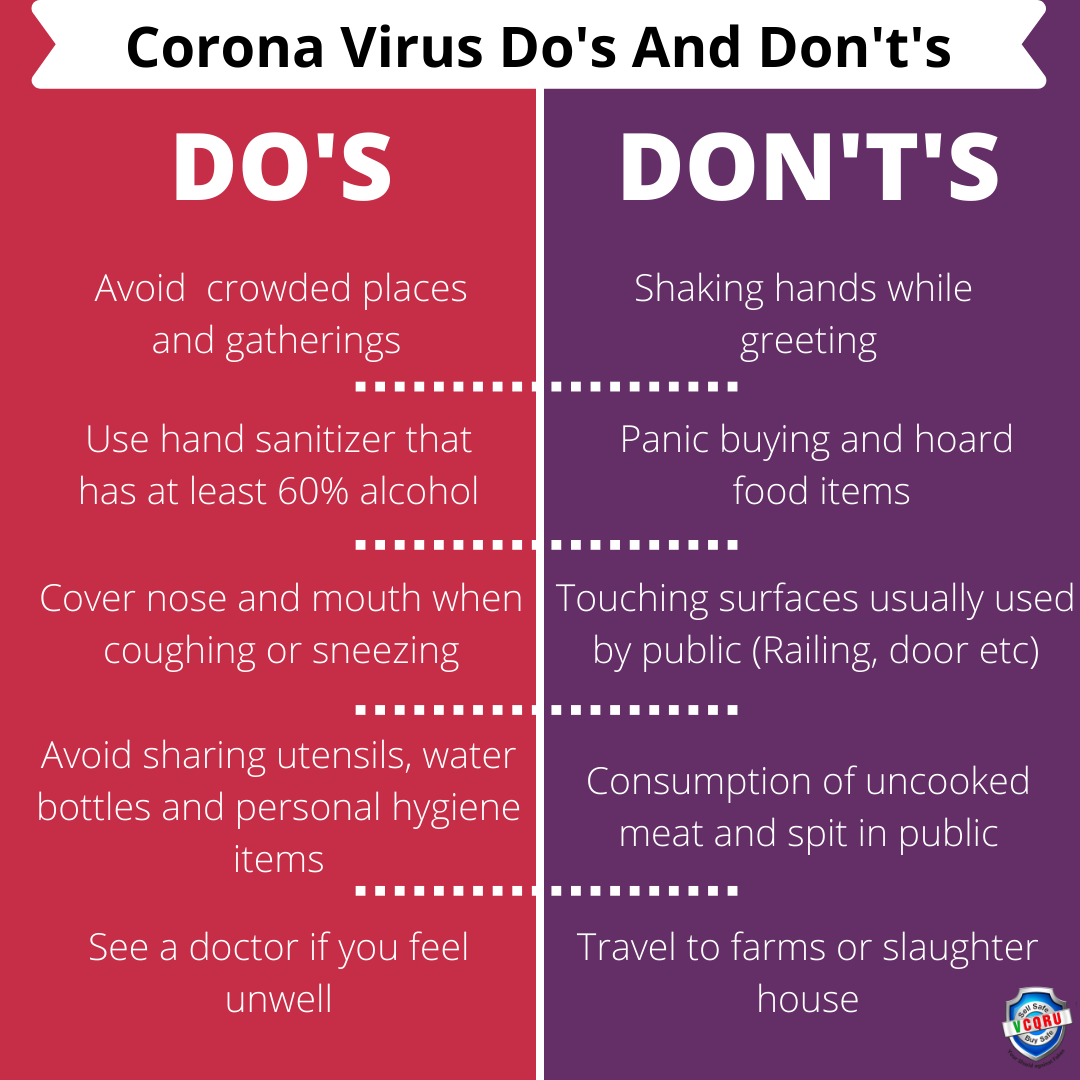 Corona Virus Do's And Don't's
DO'S
Avoid  crowded places
and gatherings
Use hand sanitizer that
has at least 60% alcohol
Cover nose and mouth when
coughing or sneezing
Avoid sharing utensils, water
bottles and personal hygiene
items
See a doctor if you feel
unwell
DON'T'S
Shaking hands while
greeting
Panic buying and hoard
food items
Touching surfaces usually used
by public (Railing, door etc)
Consumption of uncooked
meat and spit in public
Travel to farms or slaughter
house
Sell Safe
VCQRU
Buy Safe